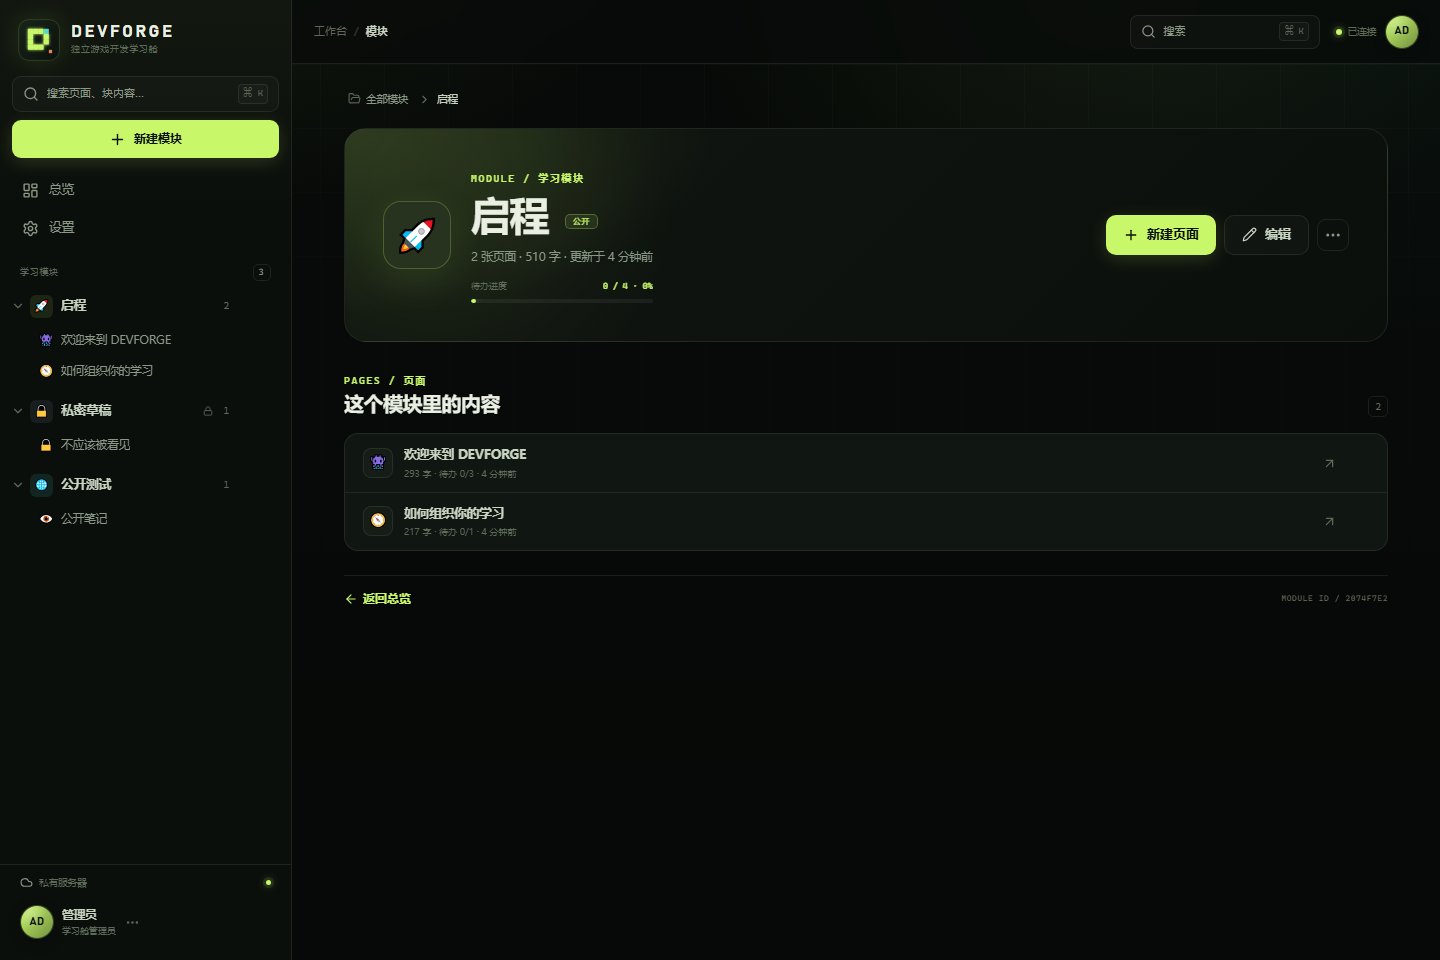 DEVFORGE
独立游戏开发学习舱
搜索页面、块内容...
⌘ K
新建模块
总览
设置
学习模块
3
启程
2
欢迎来到 DEVFORGE
如何组织你的学习
私密草稿
1
不应该被看见
公开测试
1
公开笔记
私有服务器
AD
管理员
学习舱管理员
工作台 / 模块
搜索
⌘ K
已连接
AD
全部模块
启程
MODULE / 学习模块
启程
公开
2 张页面 · 510 字 · 更新于 4 分钟前
待办进度
0 / 4 · 0%
新建页面
编辑
PAGES / 页面
这个模块里的内容
2
欢迎来到 DEVFORGE
293 字 · 待办 0/3 · 4 分钟前
如何组织你的学习
217 字 · 待办 0/1 · 4 分钟前
返回总览
MODULE ID / 2074F7E2